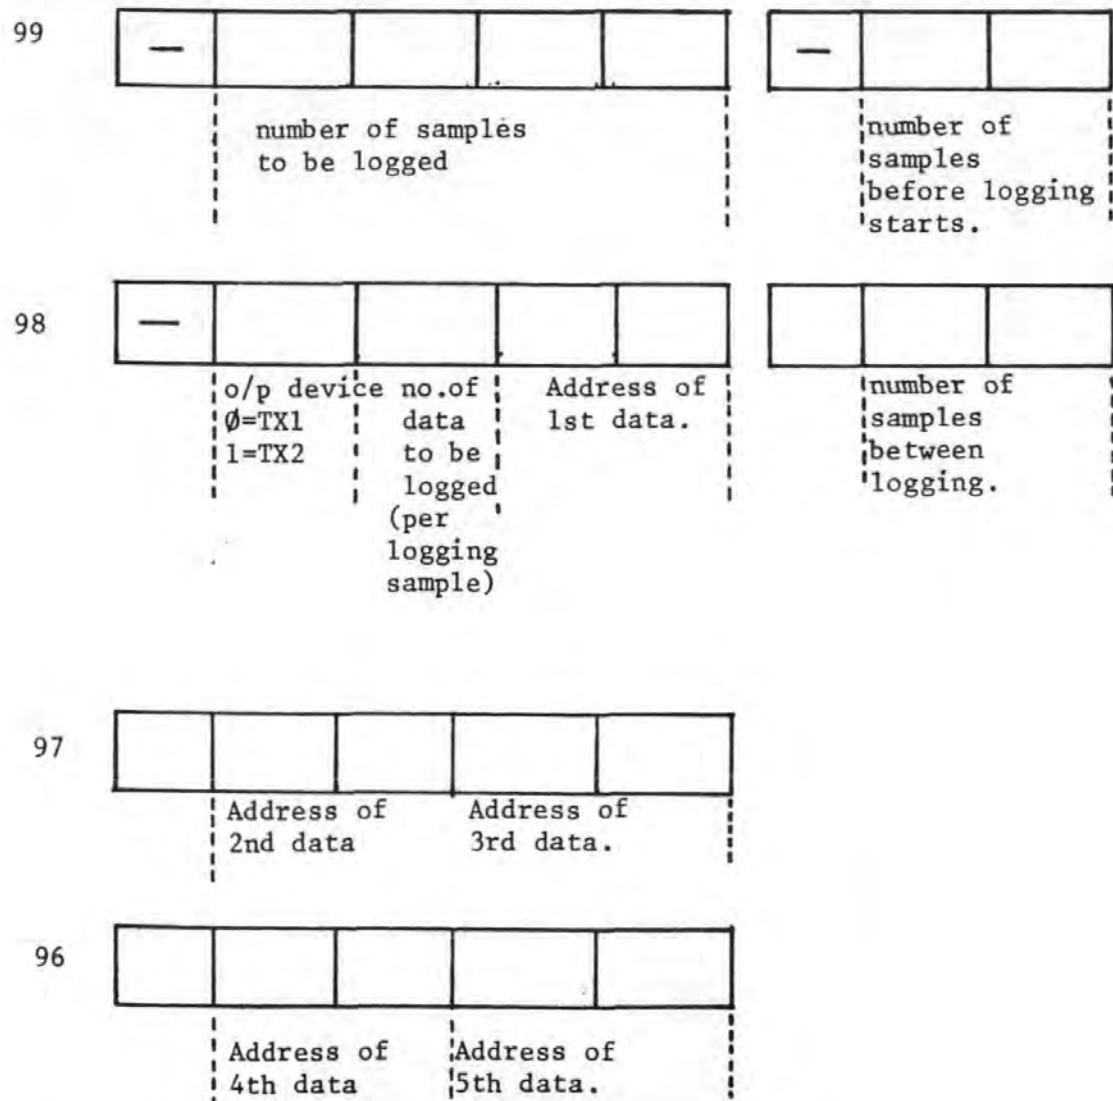 99
— —
number of samples
to be logged
number of
samples
before logging
starts.
98
—
o/p device
Ø=TX1
1=TX2
no.of
data
to be
logged
(per
logging
sample)
Address of
1st data.
number of
samples
between
logging.
97
Address of
2nd data
Address of
3rd data.
96
Address of
4th data
Address of
5th data.